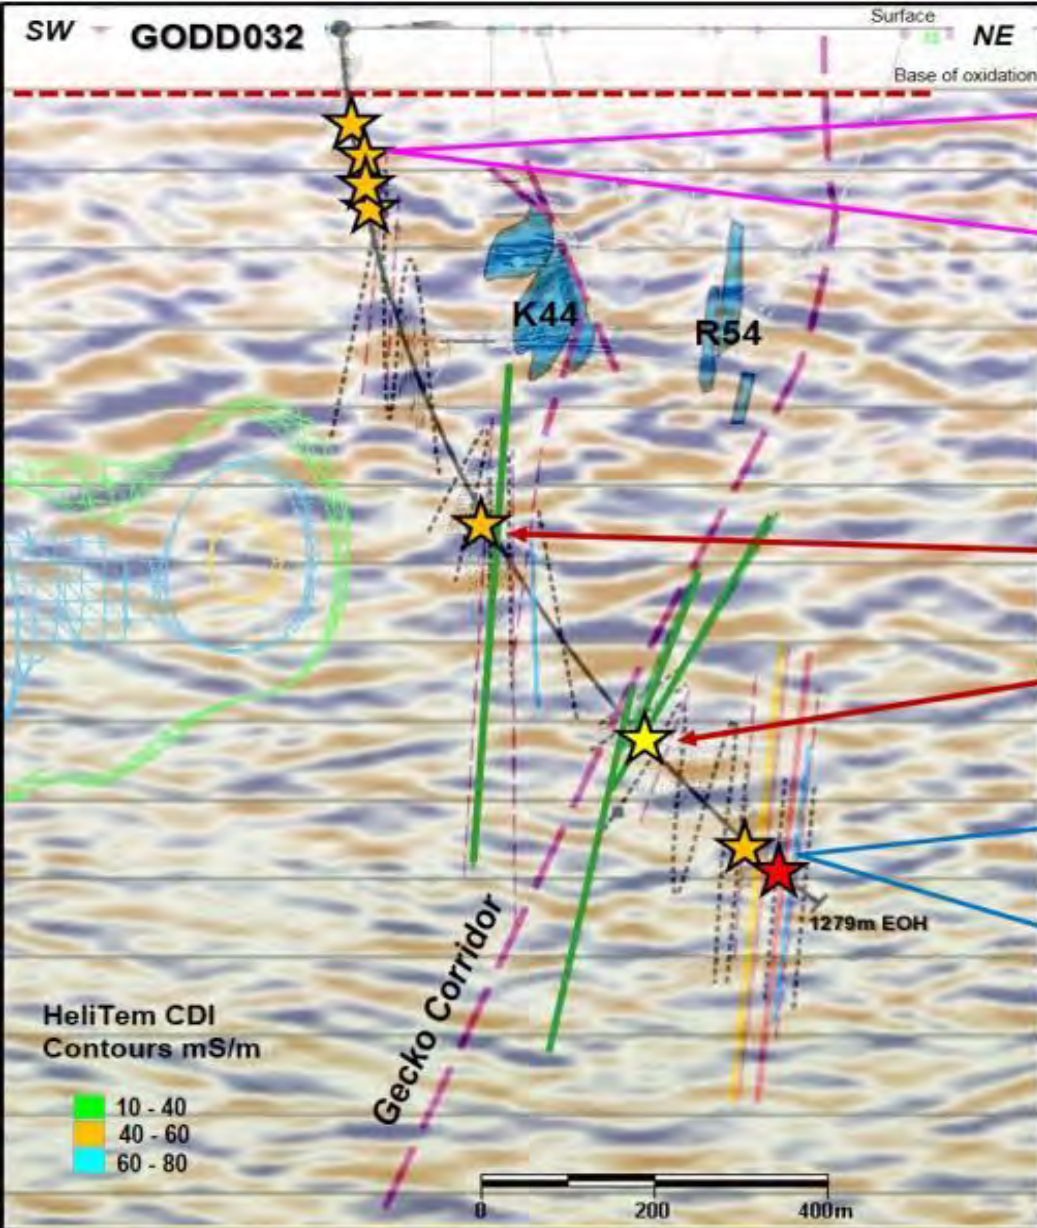 SW
GODD032
Surface
NE
Base of oxidation
K44
R54
1279m EOH
Gecko Corridor
HeliTem CDI
Contours mS/m
10 - 40
40 - 60
60 - 80
0 200 400m